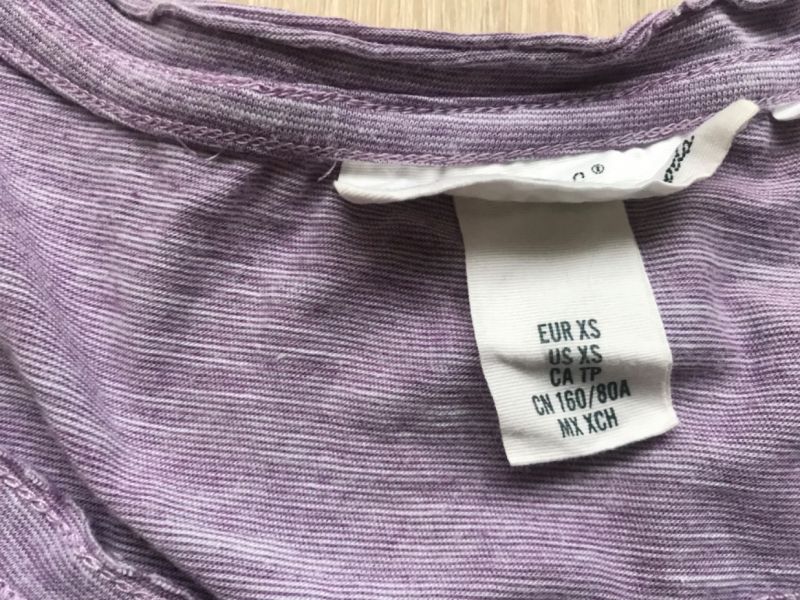 ®
EUR XS
US XS
CA TP
CN 160/80A
MX XCH